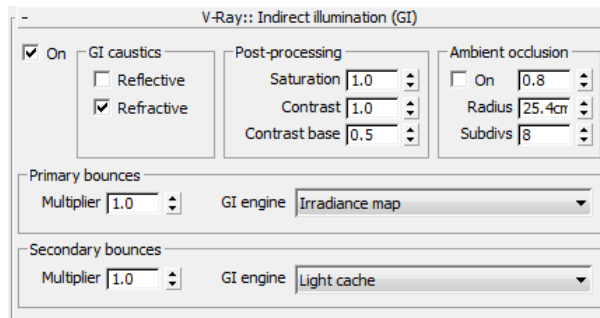 - V-Ray:: Indirect illumination (GI)
On GI caustics Post-processing Ambient occlusion
Reflective Saturation 1.0 On 0.8
Refractive Contrast 1.0 Radius 25.4cm
Contrast base 0.5 Subdivs 8
Primary bounces
Multiplier 1.0 GI engine Irradiance map
Secondary bounces
Multiplier 1.0 GI engine Light cache